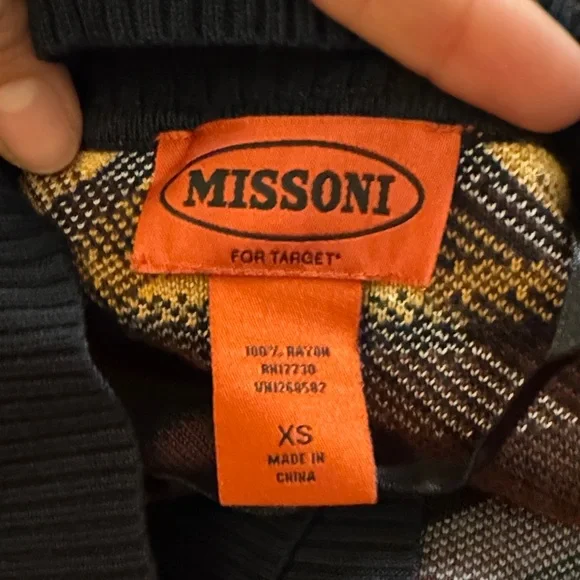 MISSONI
FOR TARGET®
100% RAYON
RN17730
VN1268582
XS
MADE IN
CHINA